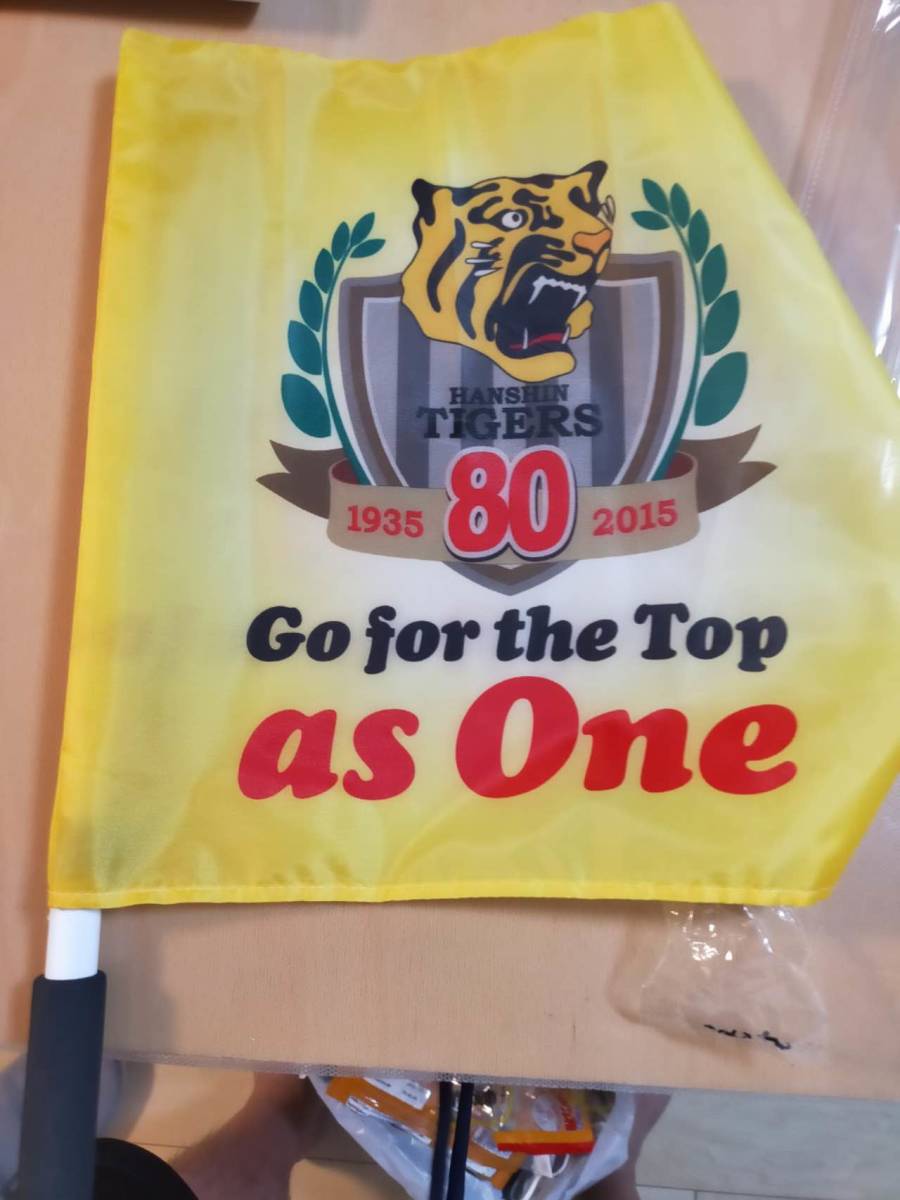 HANSHIN
TIGERS
1935 80 2015
Go for the Top
as One